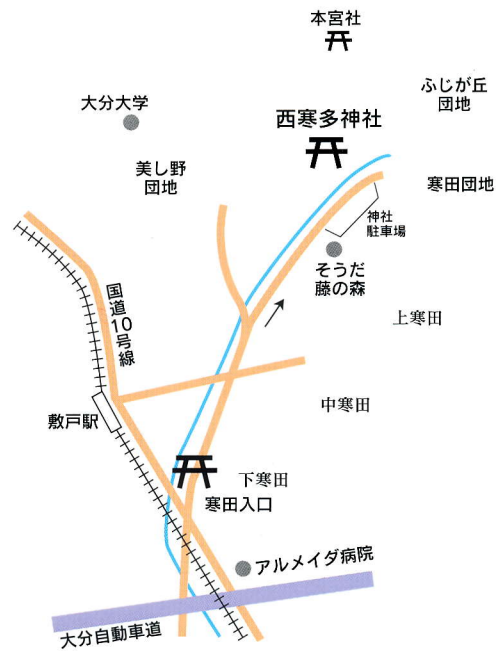 本宮社
ふじが丘
団地
大分大学
西寒多神社
美し野
団地
寒田団地
神社
駐車場
そうだ
藤の森
国道10号線
上寒田
中寒田
敷戸駅
下寒田
寒田入口
アルメイダ病院
大分自動車道